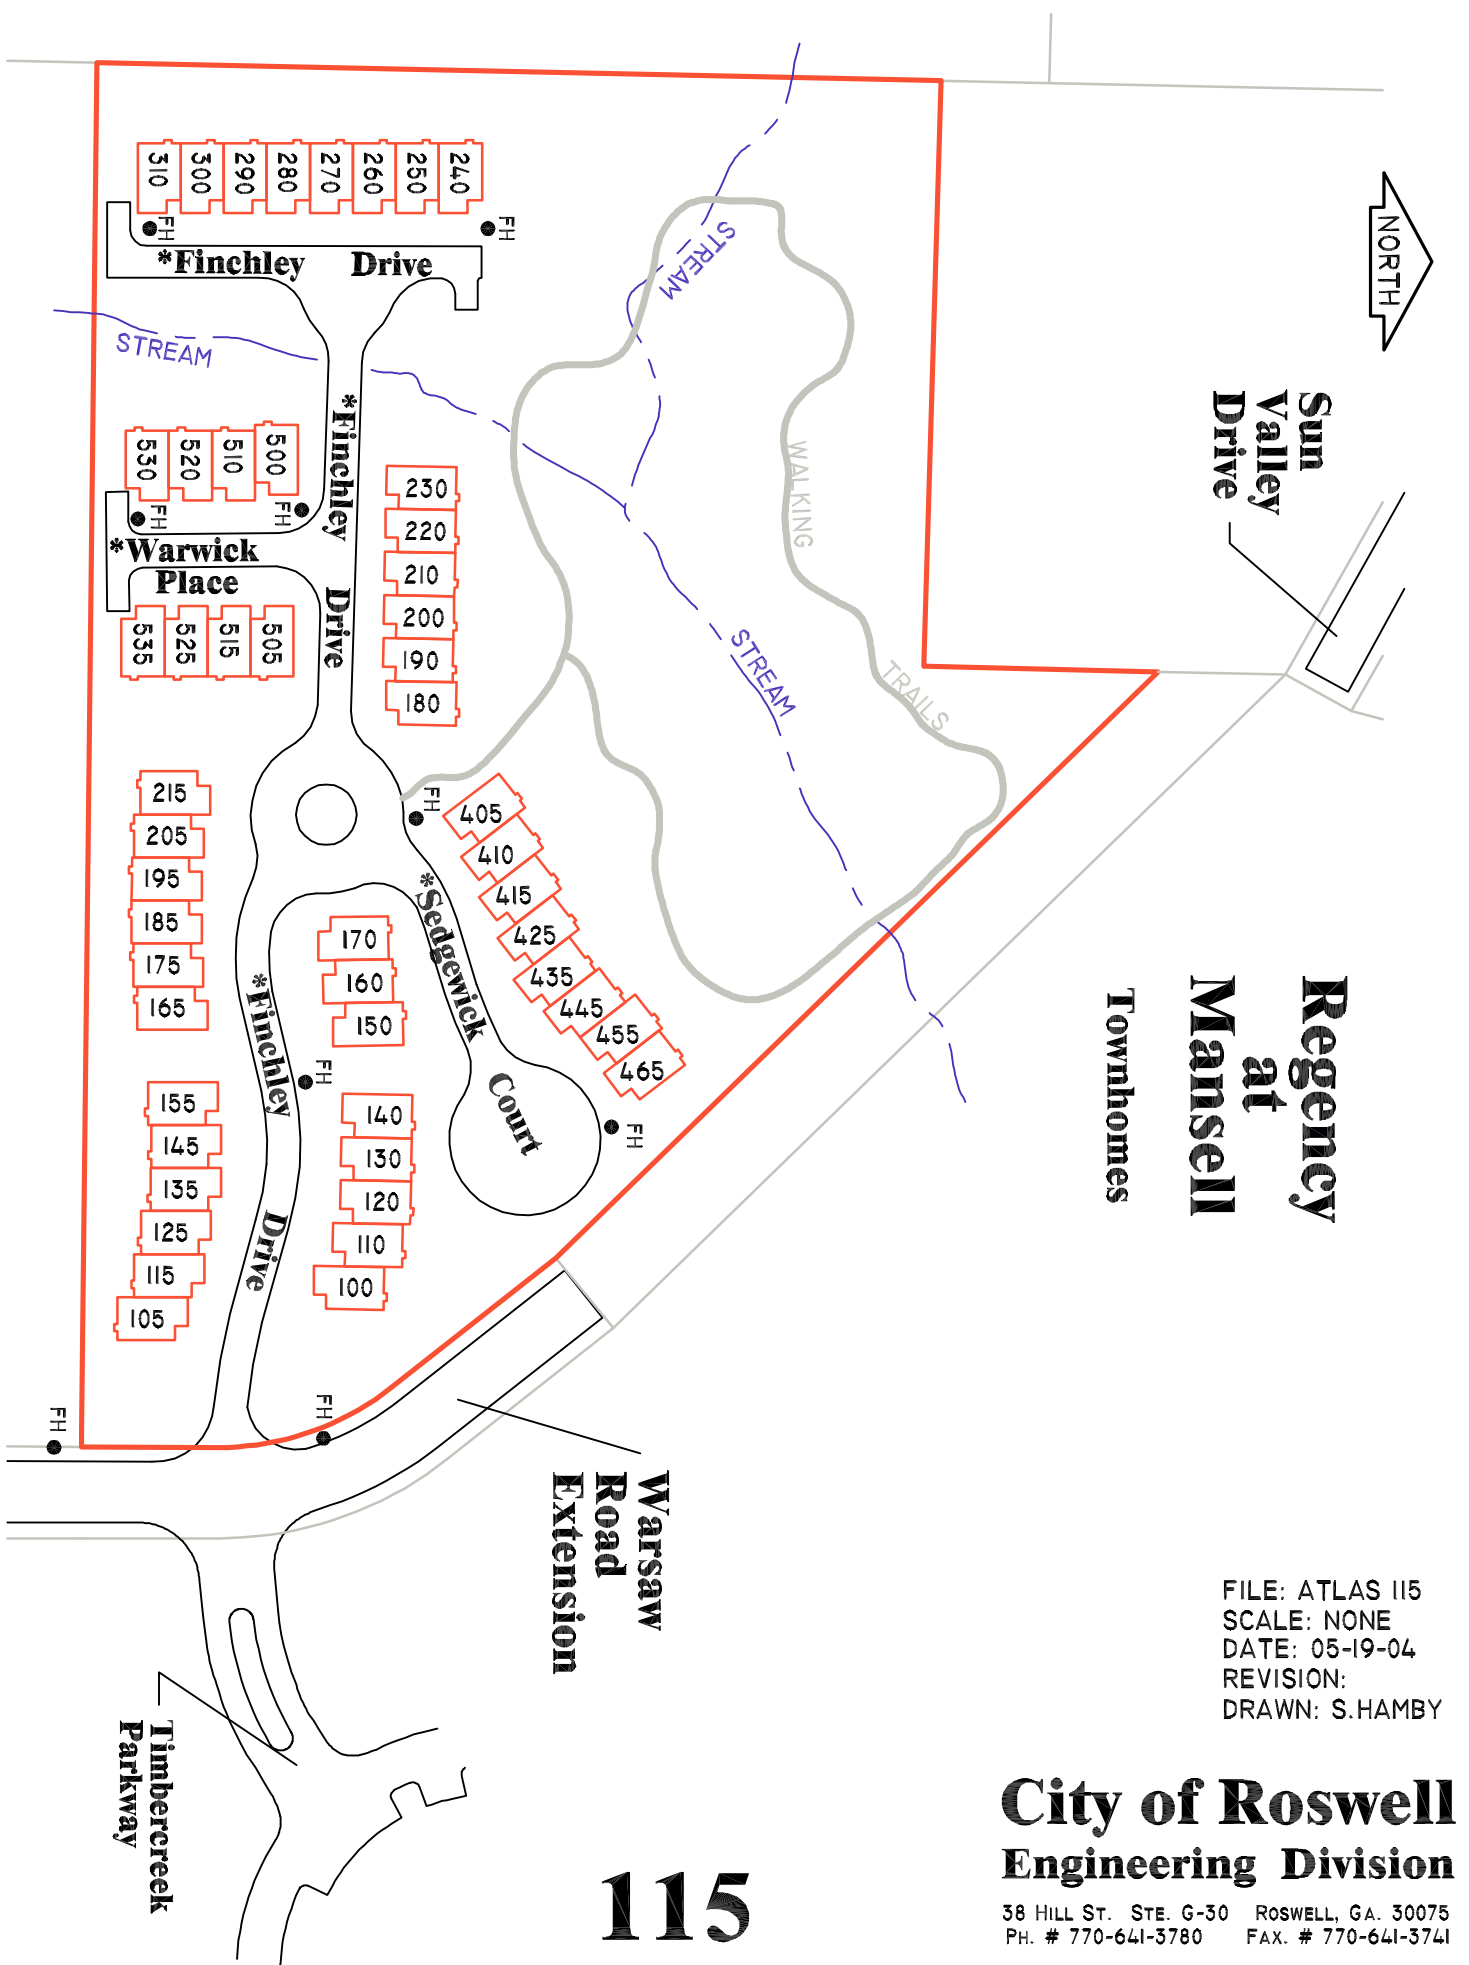 310
300
290
280
270
260
250
240
FH
FH
*Finchley Drive
STREAM
STREAM
NORTH
Sun
Valley
Drive
530
520
510
500
FH
FH
*Warwick
Place
*Finchley Drive
535
525
515
505
230
220
210
200
190
180
WALKING
TRAILS
STREAM
215
205
195
185
175
165
FH
405
410
415
425
435
445
455
465
*Sedgewick Court
170
160
150
*Finchley Drive
FH
FH
155
145
135
125
115
105
140
130
120
110
100
Regency
at
Mansell
Townhomes
FH
FH
Warsaw
Road
Extension
Timbercreek
Parkway
FILE: ATLAS 115
SCALE: NONE
DATE: 05-19-04
REVISION:
DRAWN: S.HAMBY
City of Roswell
Engineering Division
38 HILL ST. STE. G-30 ROSWELL, GA. 30075
PH. # 770-641-3780 FAX. # 770-641-3741
115